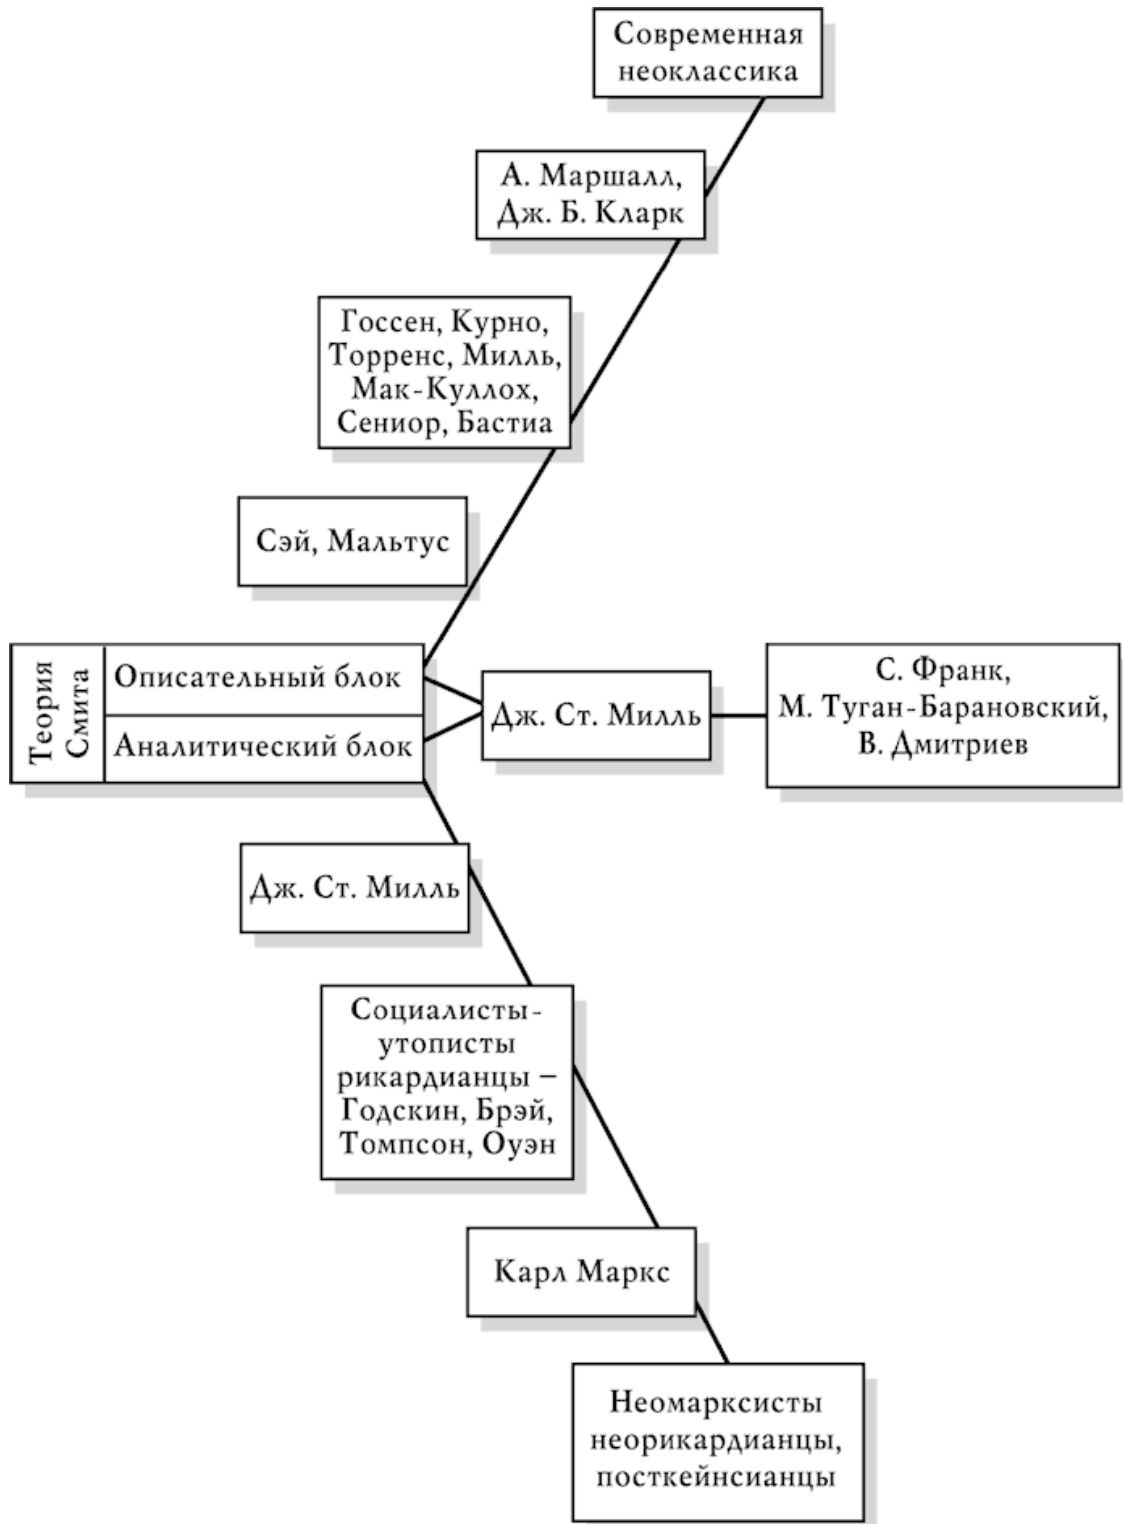 Современная
неоклассика
А. Маршалл,
Дж. Б. Кларк
Госсен, Курно,
Торренс, Милль,
Мак-Куллох,
Сениор, Бастиа
Сэй, Мальтус
Теория
Смита
Описательный блок
Аналитический блок
Дж. Ст. Милль
С. Франк,
М. Туган-Барановский,
В. Дмитриев
Дж. Ст. Милль
Социалисты-
утописты
рикардианцы –
Годскин, Брэй,
Томпсон, Оуэн
Карл Маркс
Неомарксисты
неорикардианцы,
посткейнсианцы